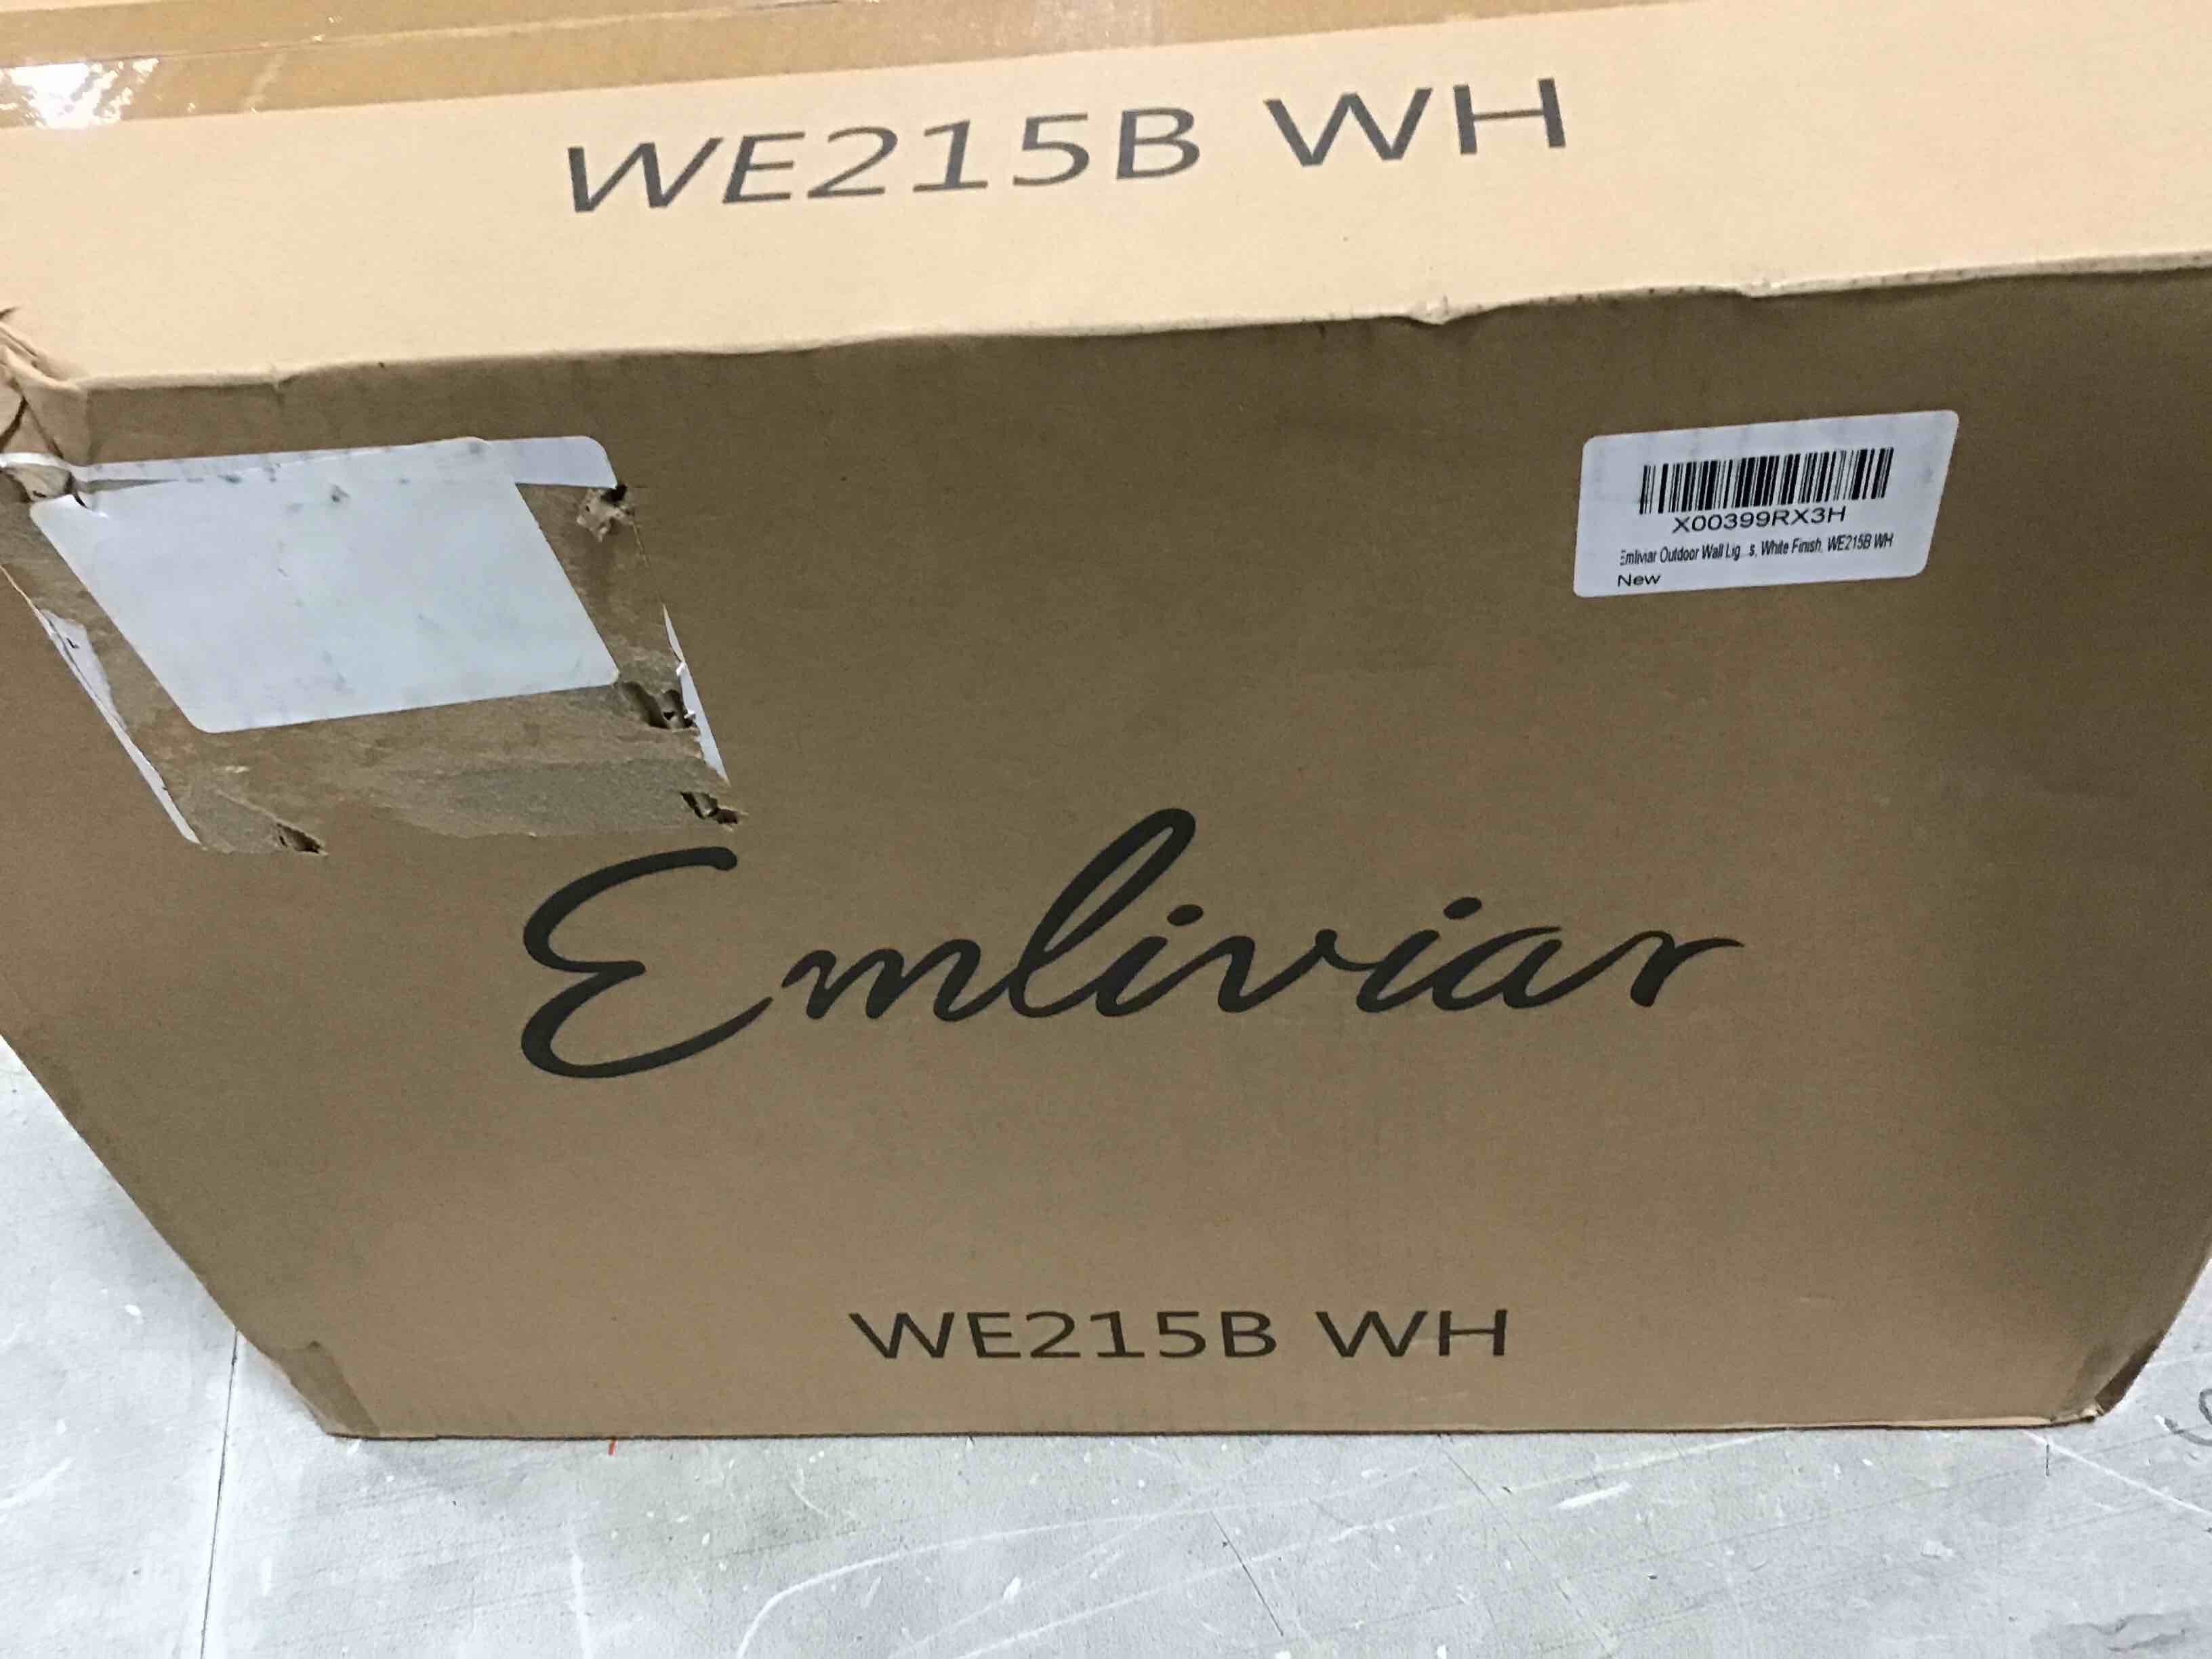 WE215B WH
X00399RX3H
Emliviar Outdoor Wall Lig...s, White Finish, WE215B WH
New
Emliviar
WE215B WH